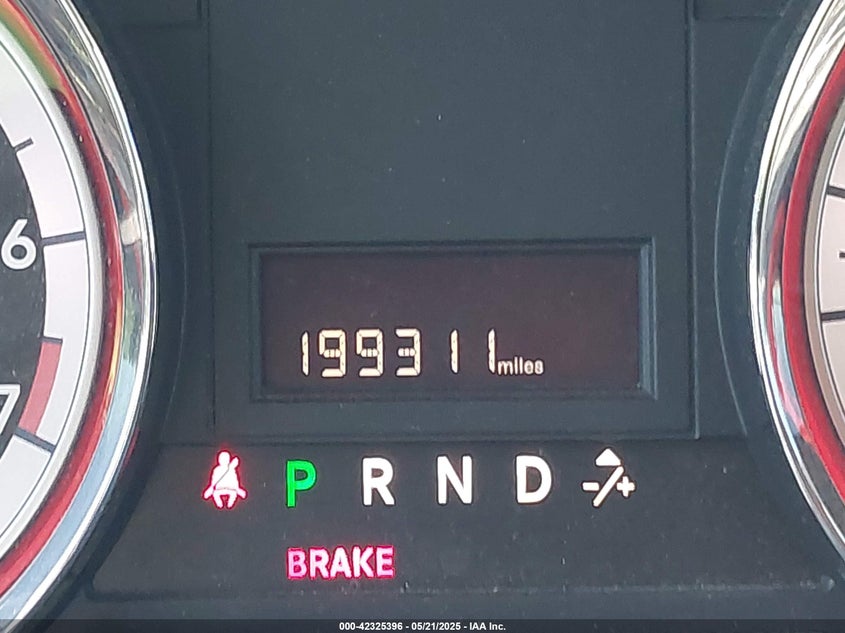 6
199311 miles
7
P R N D -/+
BRAKE
000-42325396 - 05/21/2025 - IAA Inc.